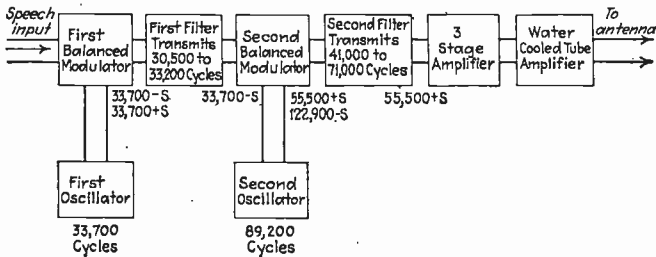 Speech
input
First
Balanced
Modulator
First Filter
Transmits
30,500 to
33,200 Cycles
Second
Balanced
Modulator
Second Filter
Transmits
41,000 to
71,000 Cycles
3
Stage
Amplifier
Water
Cooled Tube
Amplifier
To
antenna
33,700-S
33,700+S
33,700-S
55,500+S
122,900-S
55,500+S
First
Oscillator
Second
Oscillator
33,700
Cycles
89,200
Cycles